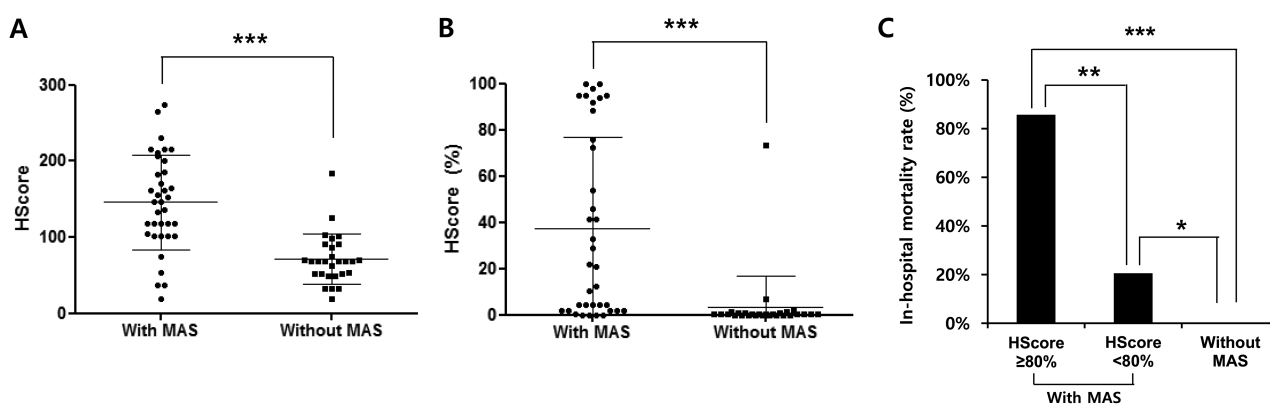 A
***
HScore
300
200
100
0
With MAS
Without MAS
B
***
HScore (%)
100
80
60
40
20
0
With MAS
Without MAS
C
***
**
*
In-hospital mortality rate (%)
100%
80%
60%
40%
20%
0%
HScore
≥80%
HScore
<80%
Without
MAS
With MAS